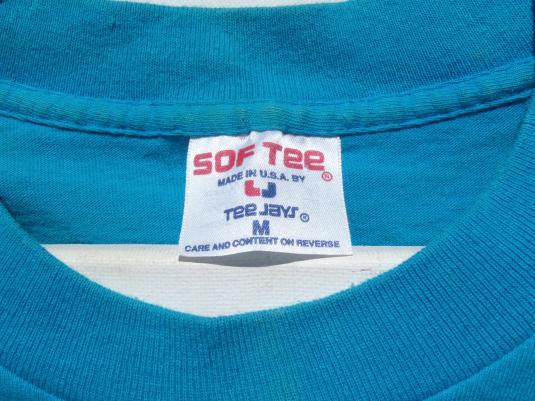 SOF TEE ®
MADE IN U.S.A. BY
TEE JAYS ®
M
CARE AND CONTENT ON REVERSE